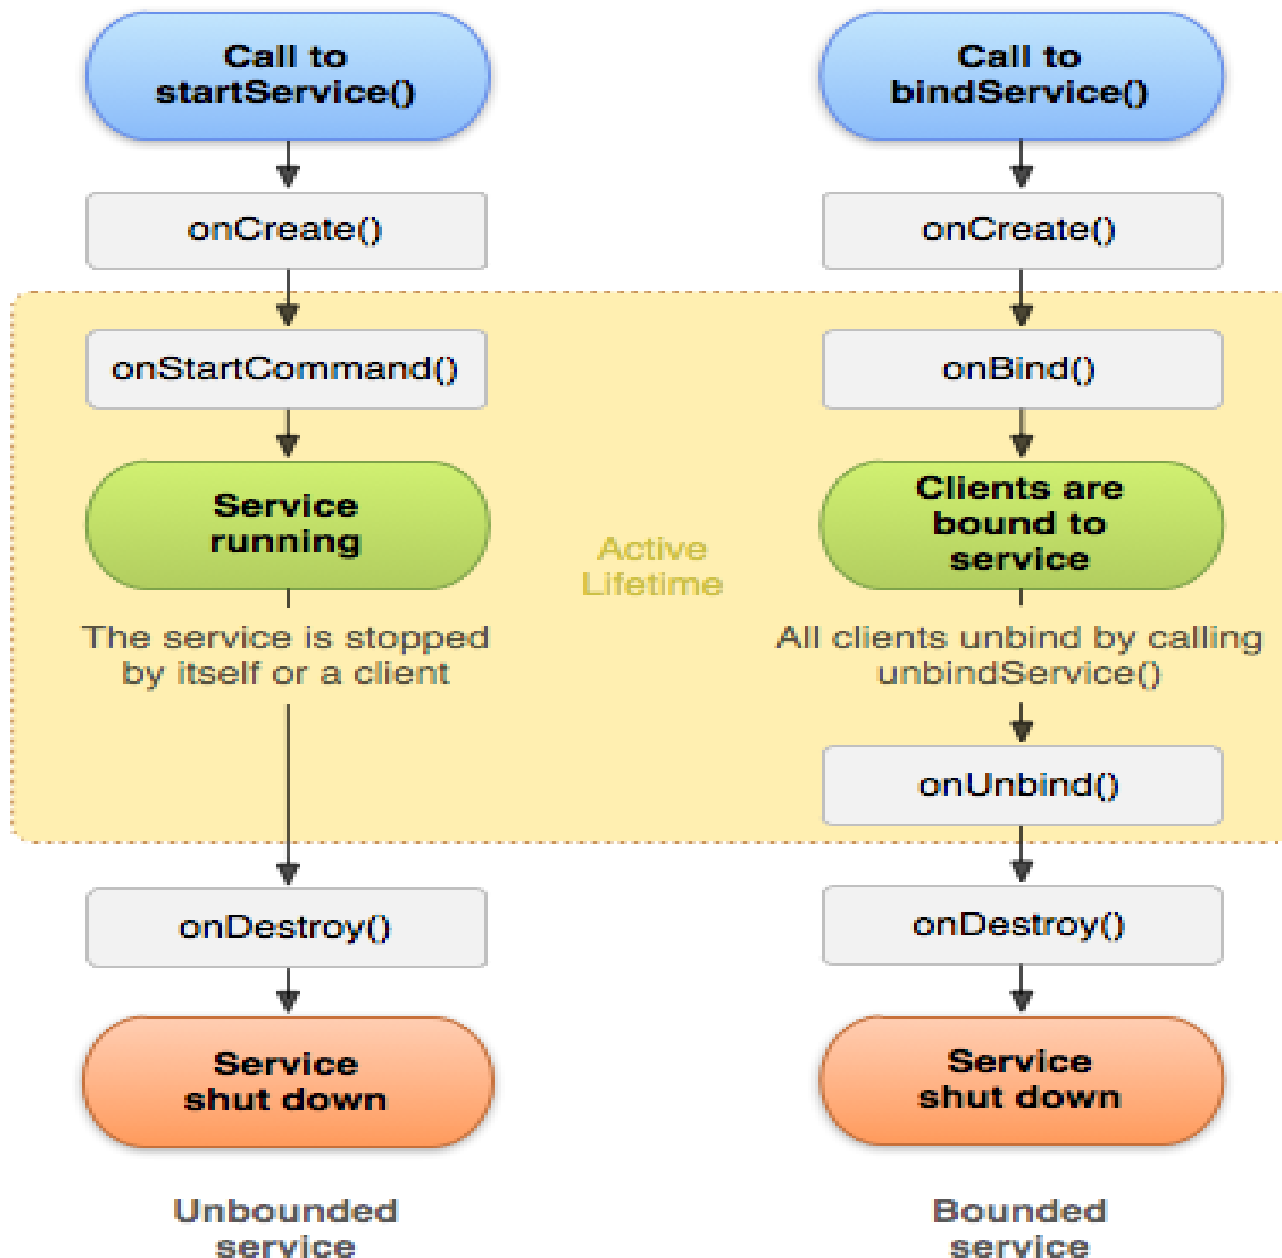 Call to
startService()
onCreate()
onStartCommand()
Service
running
The service is stopped
by itself or a client
onDestroy()
Service
shut down
Unbounded
service
Active
Lifetime
Call to
bindService()
onCreate()
onBind()
Clients are
bound to
service
All clients unbind by calling
unbindService()
onUnbind()
onDestroy()
Service
shut down
Bounded
service